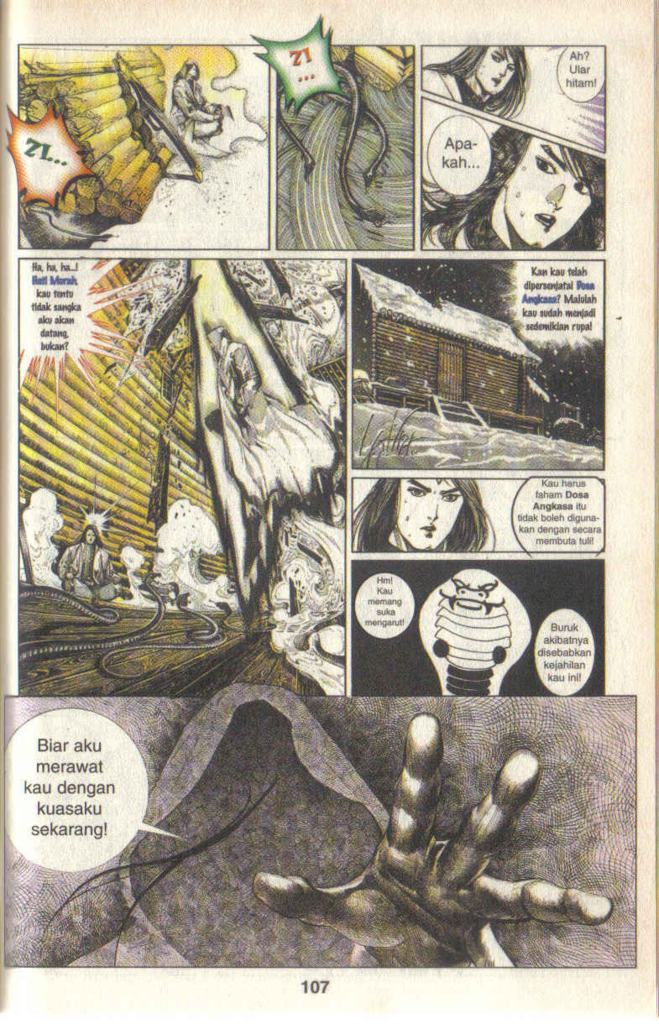 ZI...
ZI
...
Ah?
Ular
hitam!
Apa-
kah...
Ha, ha, ha...!
Hati Merah,
kau tentu
tidak sangka
aku akan
datang,
bukan?
Kan kau telah
dipersenjatai Dosa
Angkasa? Malulah
kau sudah menjadi
sedemikian rupa!
Kau harus
faham Dosa
Angkasa itu
tidak boleh diguna-
kan dengan secara
membuta tuli!
Hm!
Kau
memang
suka
mengarut!
Buruk
akibatnya
disebabkan
kejahilan
kau ini!
Biar aku
merawat
kau dengan
kuasaku
sekarang!
107